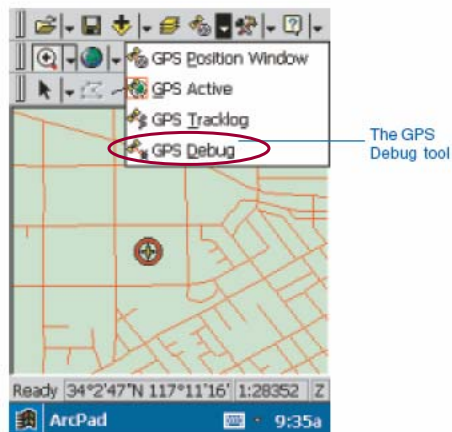 GPS Position Window
GPS Active
GPS Tracklog
GPS Debug
The GPS
Debug tool
Ready 34°2'47"N 117°11'16' 1:28352 Z
ArcPad 9:35a